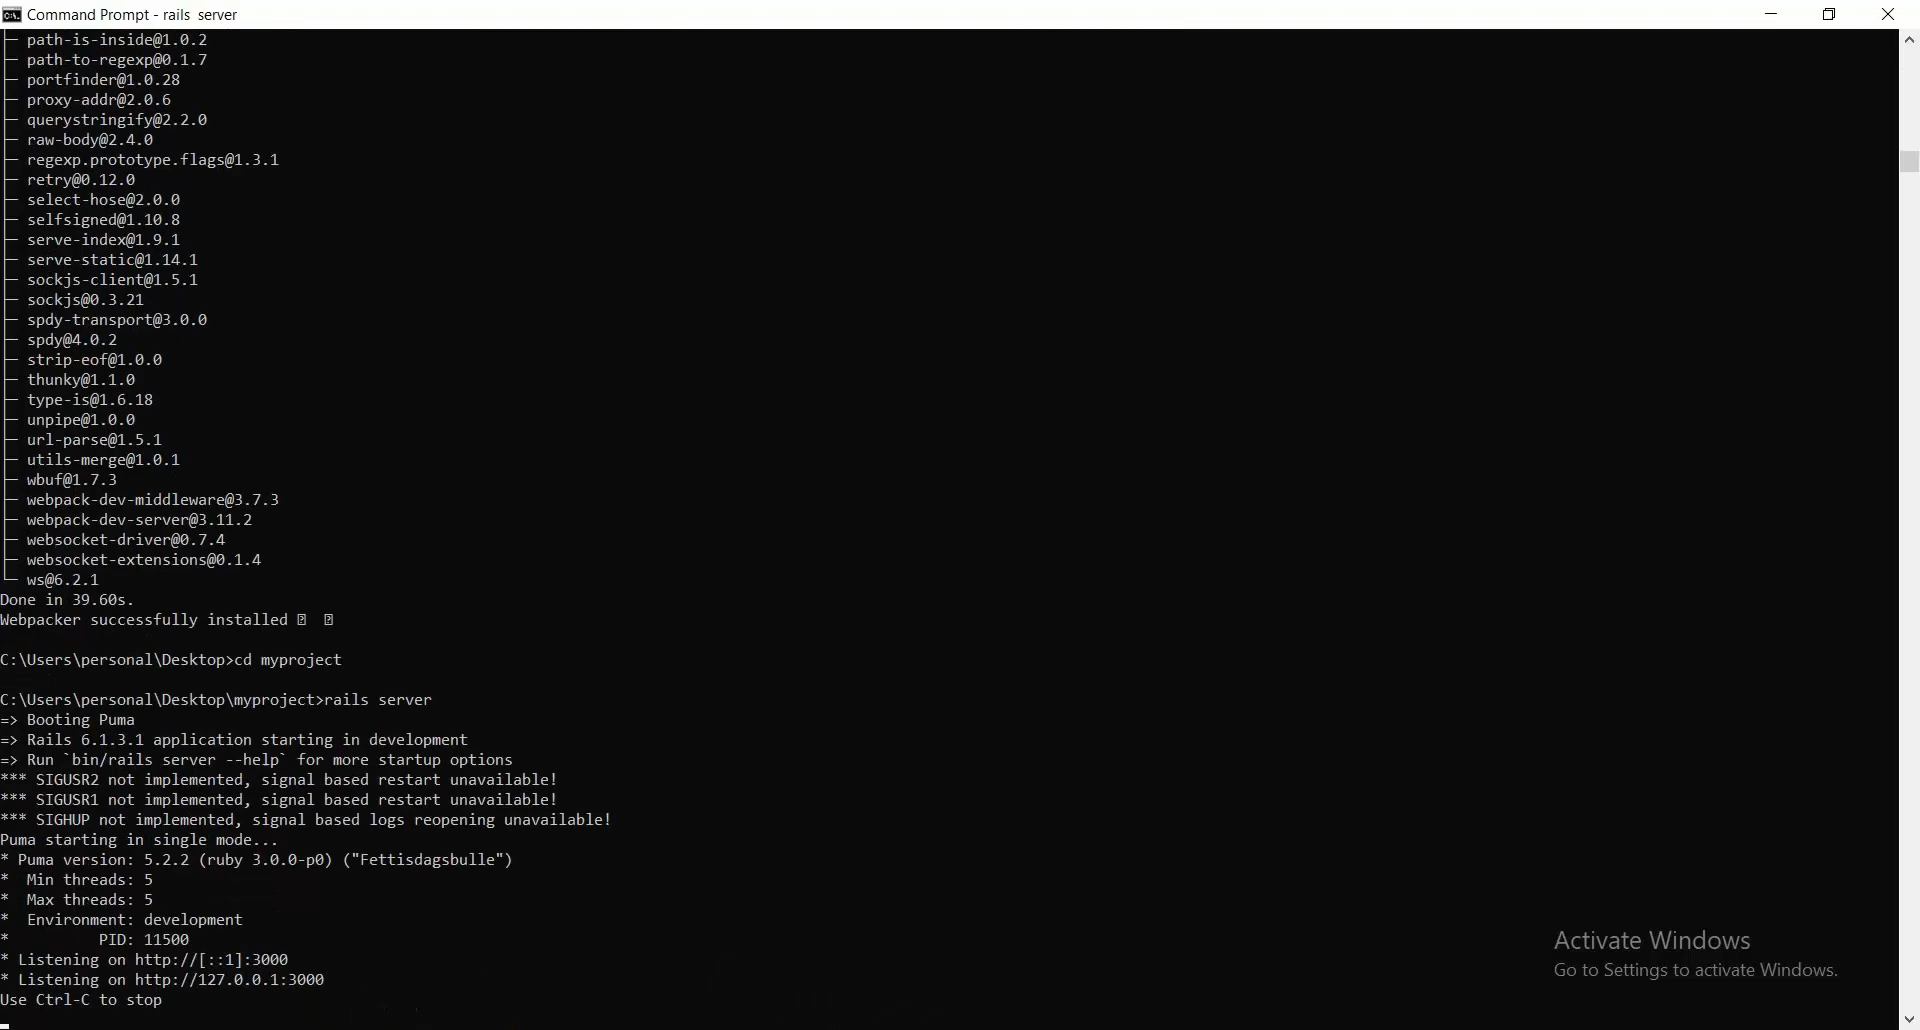 Command Prompt - rails  server
├─ path-is-inside@1.0.2
├─ path-to-regexp@0.1.7
├─ portfinder@1.0.28
├─ proxy-addr@2.0.6
├─ querystringify@2.2.0
├─ raw-body@2.4.0
├─ regexp.prototype.flags@1.3.1
├─ retry@0.12.0
├─ select-hose@2.0.0
├─ selfsigned@1.10.8
├─ serve-index@1.9.1
├─ serve-static@1.14.1
├─ sockjs-client@1.5.1
├─ sockjs@0.3.21
├─ spdy-transport@3.0.0
├─ spdy@4.0.2
├─ strip-eof@1.0.0
├─ thunky@1.1.0
├─ type-is@1.6.18
├─ unpipe@1.0.0
├─ url-parse@1.5.1
├─ utils-merge@1.0.1
├─ wbuf@1.7.3
├─ webpack-dev-middleware@3.7.3
├─ webpack-dev-server@3.11.2
├─ websocket-driver@0.7.4
├─ websocket-extensions@0.1.4
└─ ws@6.2.1
Done in 39.60s.
Webpacker successfully installed ⍰  ⍰
C:\Users\personal\Desktop>cd myproject
C:\Users\personal\Desktop\myproject>rails server
=> Booting Puma
=> Rails 6.1.3.1 application starting in development
=> Run `bin/rails server --help` for more startup options
*** SIGUSR2 not implemented, signal based restart unavailable!
*** SIGUSR1 not implemented, signal based restart unavailable!
*** SIGHUP not implemented, signal based logs reopening unavailable!
Puma starting in single mode...
* Puma version: 5.2.2 (ruby 3.0.0-p0) ("Fettisdagsbulle")
*  Min threads: 5
*  Max threads: 5
*  Environment: development
*          PID: 11500
* Listening on http://[::1]:3000
* Listening on http://127.0.0.1:3000
Use Ctrl-C to stop
Activate Windows
Go to Settings to activate Windows.